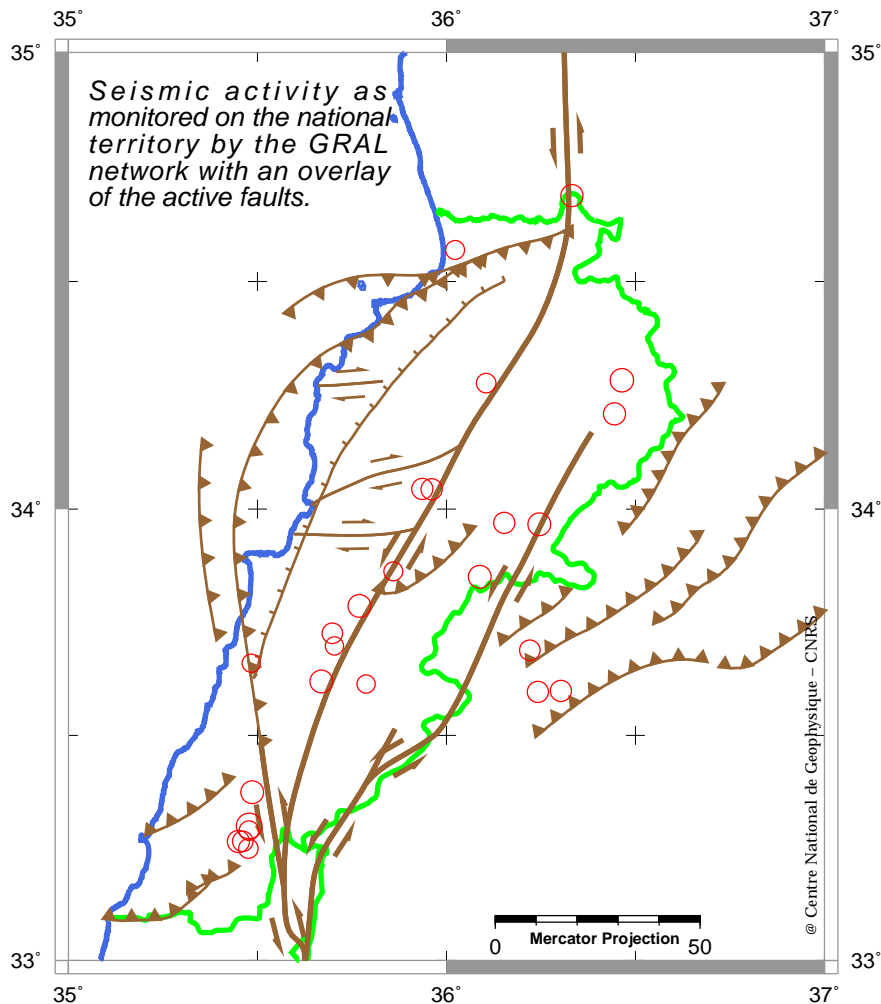 35° 36° 37°
35° 35°
Seismic activity as
monitored on the national
territory by the GRAL
network with an overlay
of the active faults.
34° 34°
@ Centre National de Geophysique – CNRS
Mercator Projection
0 50
33° 33°
35° 36° 37°